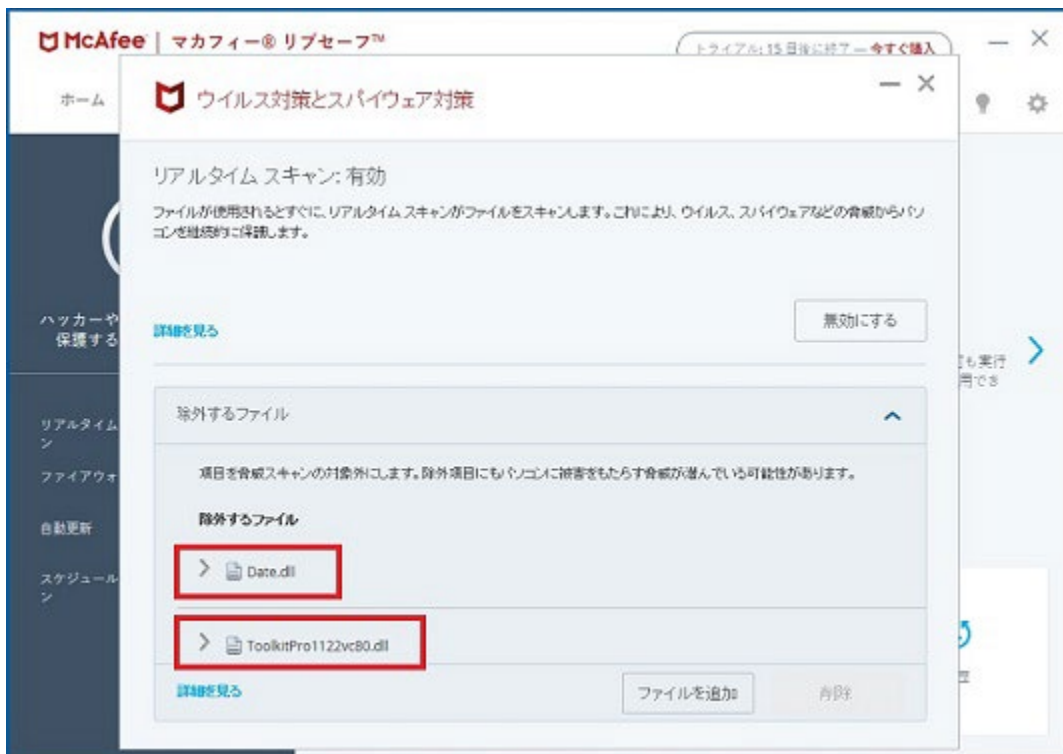 McAfee | マカフィー® リブセーフ™
トライアル: 15 日後に終了 — 今すぐ購入
ホーム
ウイルス対策とスパイウェア対策
リアルタイム スキャン: 有効
ファイルが使用されるとすぐに、リアルタイム スキャンがファイルをスキャンします。これにより、ウイルス、スパイウェアなどの脅威からパソ
コンを継続的に保護します。
ハッカーや
保護する
詳細を見る
無効にする
も実行
用でき
リアルタイム
ン
ファイアウォ
自動更新
スケジュール
ン
除外するファイル
項目を脅威スキャンの対象外にします。除外項目にもパソコンに被害をもたらす脅威が潜んでいる可能性があります。
除外するファイル
Date.dll
ToolkitPro1122vc80.dll
詳細を見る
ファイルを追加
削除